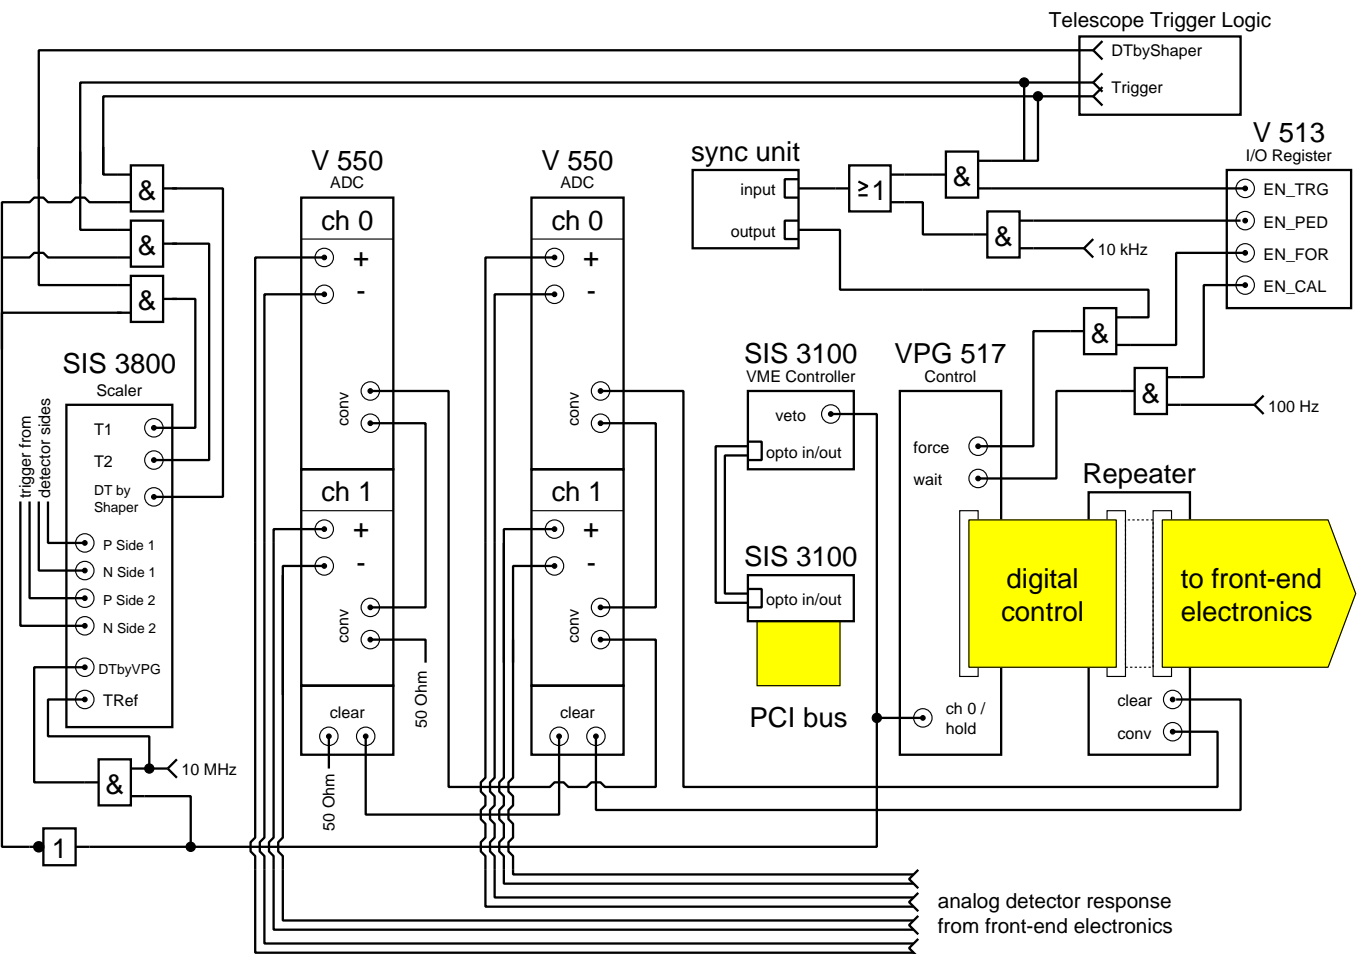 Telescope Trigger Logic
DTbyShaper
Trigger
V 513
I/O Register
EN_TRG
EN_PED
EN_FOR
EN_CAL
sync unit
input
output
≥1
&
&
10 kHz
&
&
100 Hz
&
&
&
V 550
ADC
ch 0
+
-
conv
ch 1
+
-
conv
clear
50 Ohm
50 Ohm
V 550
ADC
ch 0
+
-
conv
ch 1
+
-
conv
clear
SIS 3800
Scaler
trigger from
detector sides
T1
T2
DT by
Shaper
P Side 1
N Side 1
P Side 2
N Side 2
DTbyVPG
TRef
10 MHz
&
1
SIS 3100
VME Controller
veto
opto in/out
SIS 3100
opto in/out
PCI bus
VPG 517
Control
force
wait
ch 0 /
hold
Repeater
digital
control
to front-end
electronics
clear
conv
analog detector response
from front-end electronics